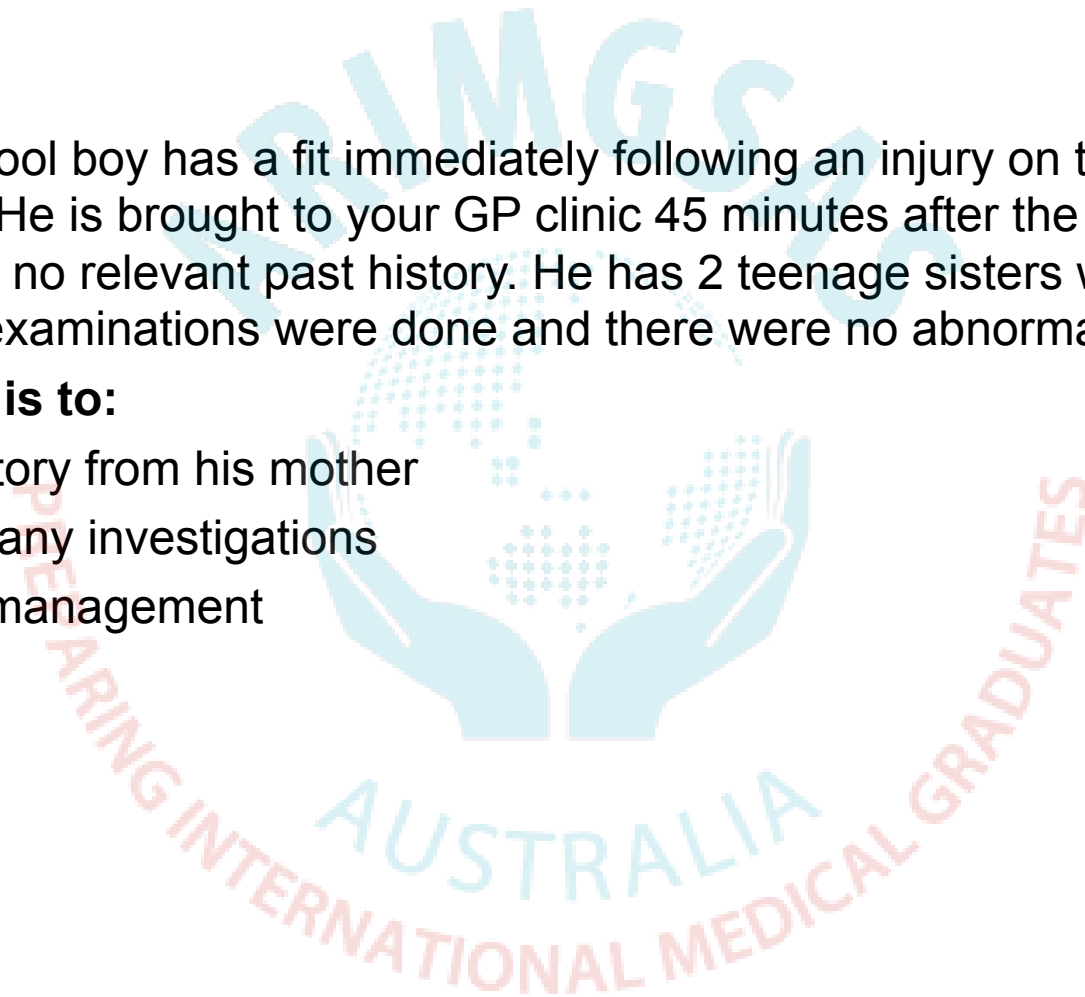 ool boy has a fit immediately following an injury on t
He is brought to your GP clinic 45 minutes after the
no relevant past history. He has 2 teenage sisters w
examinations were done and there were no abnorma
is to:
tory from his mother
any investigations
management
ARIMGSAS
PREPARING INTERNATIONAL MEDICAL GRADUATES
AUSTRALIA